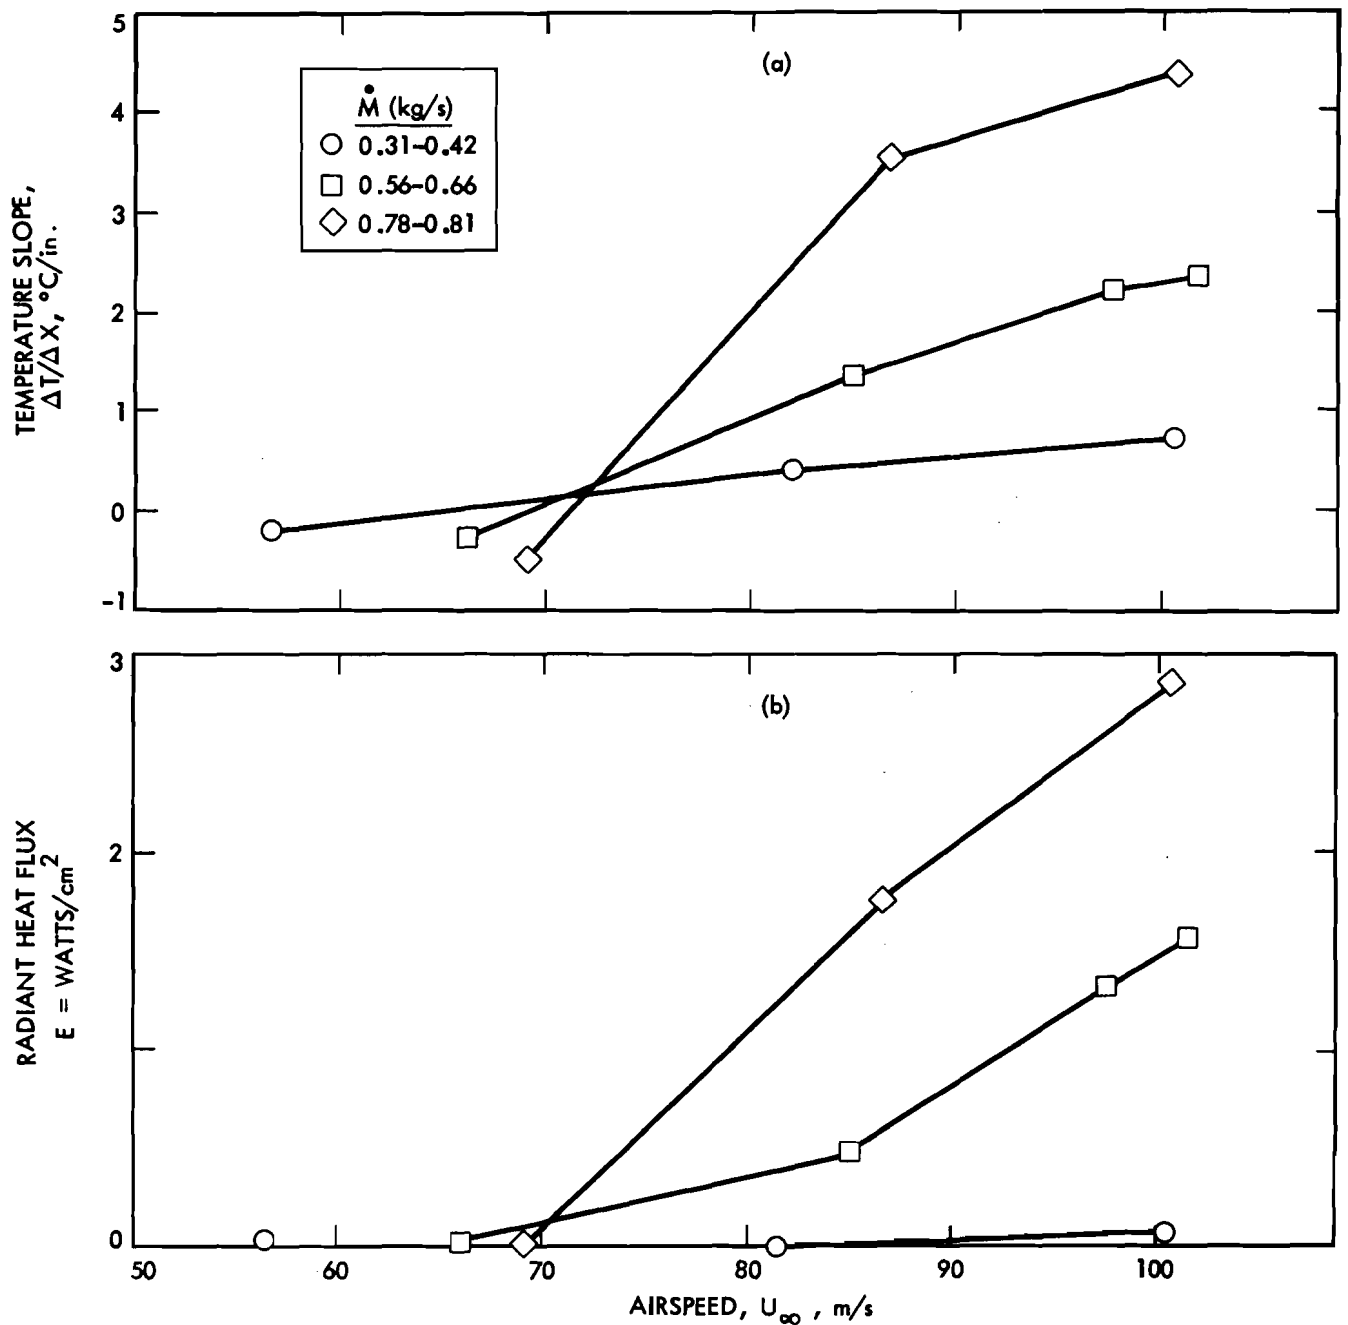 (a)
Ṁ (kg/s)
0.31-0.42
0.56-0.66
0.78-0.81
5
4
3
2
1
0
-1
TEMPERATURE SLOPE,
ΔT/ΔX, °C/in.
(b)
3
2
0
RADIANT HEAT FLUX
E = WATTS/cm²
50 60 70 80 90 100
AIRSPEED, U∞ , m/s